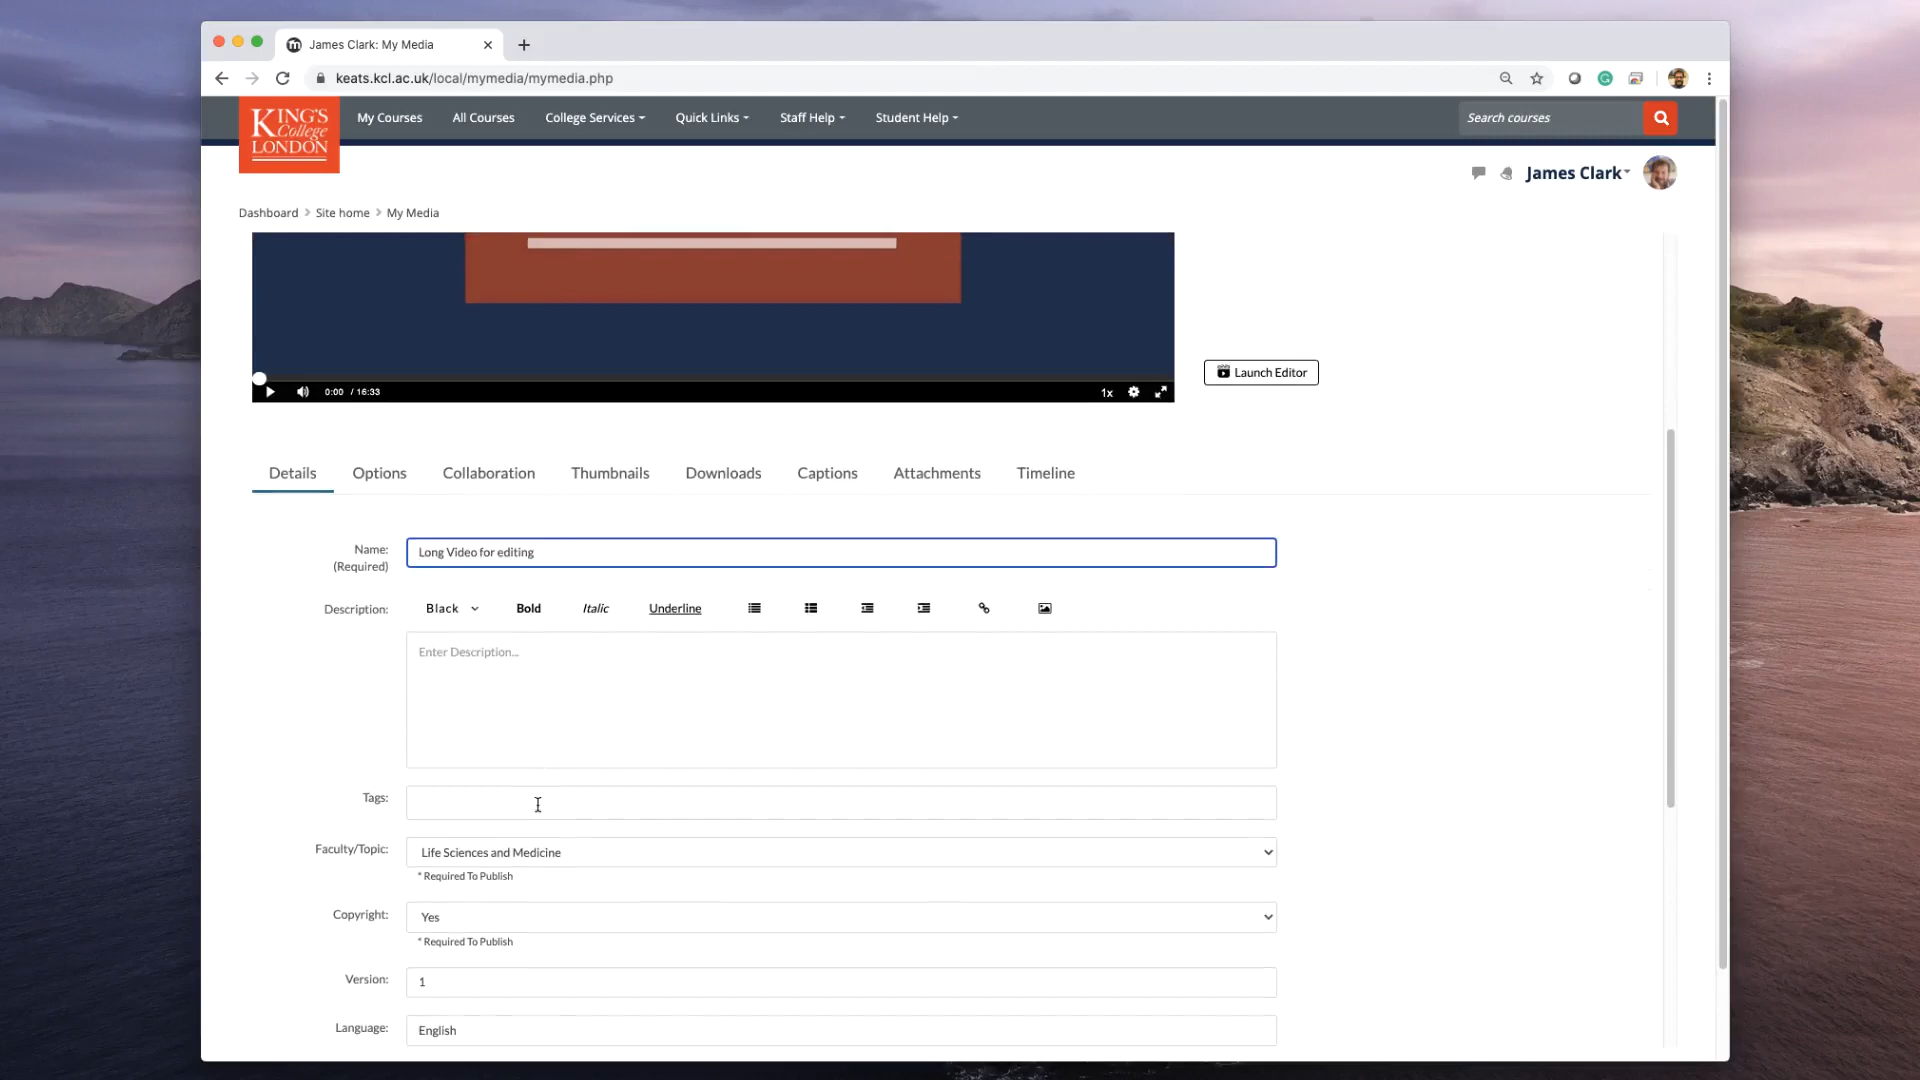 James Clark: My Media
keats.kcl.ac.uk/local/mymedia/mymedia.php
KING'S
College
LONDON
My Courses
All Courses
College Services
Quick Links
Staff Help
Student Help
Search courses
James Clark
Dashboard > Site home > My Media
0:00 / 16:33
1x
Launch Editor
Details
Options
Collaboration
Thumbnails
Downloads
Captions
Attachments
Timeline
Name:
(Required)
Long Video for editing
Description:
Black
Bold
Italic
Underline
Enter Description...
Tags:
Faculty/Topic:
Life Sciences and Medicine
* Required To Publish
Copyright:
Yes
* Required To Publish
Version:
1
Language:
English